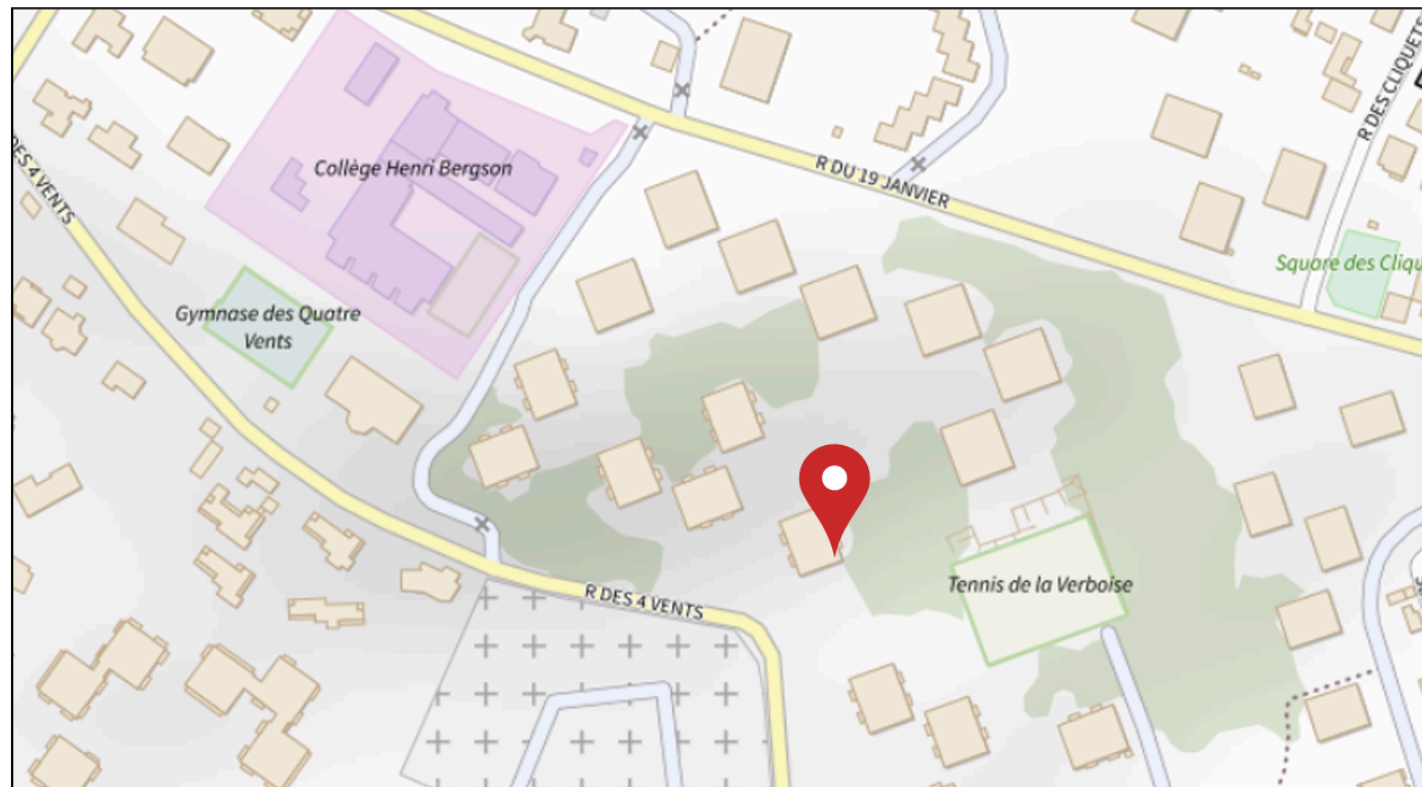 R DES CLIQUETS
Collège Henri Bergson
R DU 19 JANVIER
DES 4 VENTS
Square des Cliqu
Gymnase des Quatre
Vents
Tennis de la Verboise
R DES 4 VENTS